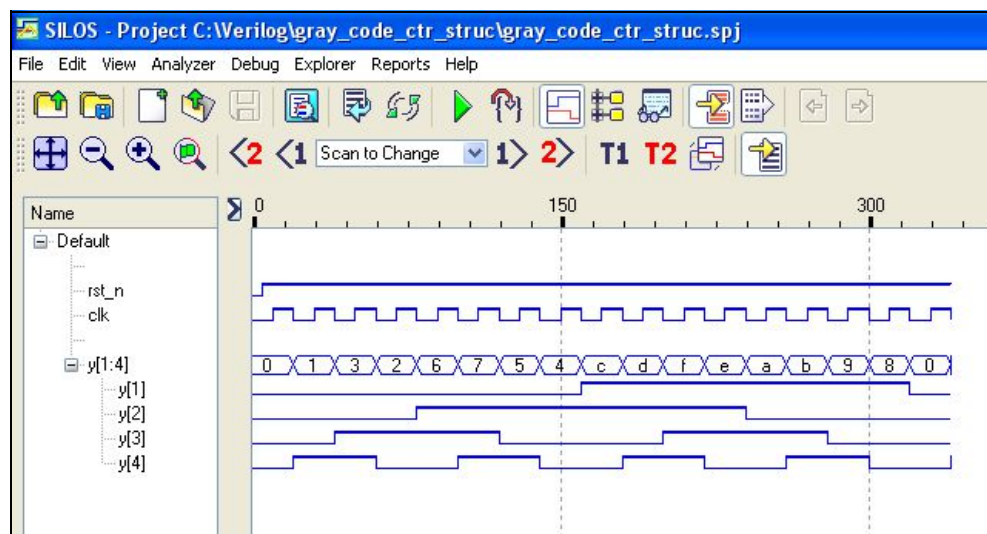 SILOS - Project C:\Verilog\gray_code_ctr_struc\gray_code_ctr_struc.spj
File Edit View Analyzer Debug Explorer Reports Help
2 1 Scan to Change 1 2 T1 T2
Name 0 150 300
Default
rst_n
clk
y[1:4] 0 1 3 2 6 7 5 4 c d f e a b 9 8 0
y[1]
y[2]
y[3]
y[4]